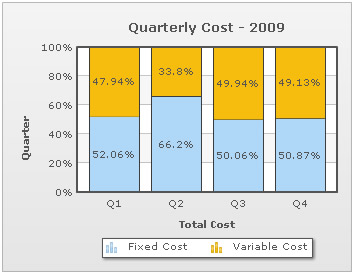 Quarterly Cost - 2009
100%
80%
60%
40%
20%
0%
Quarter
47.94% 33.8% 49.94% 49.13%
52.06% 66.2% 50.06% 50.87%
Q1 Q2 Q3 Q4
Total Cost
Fixed Cost Variable Cost